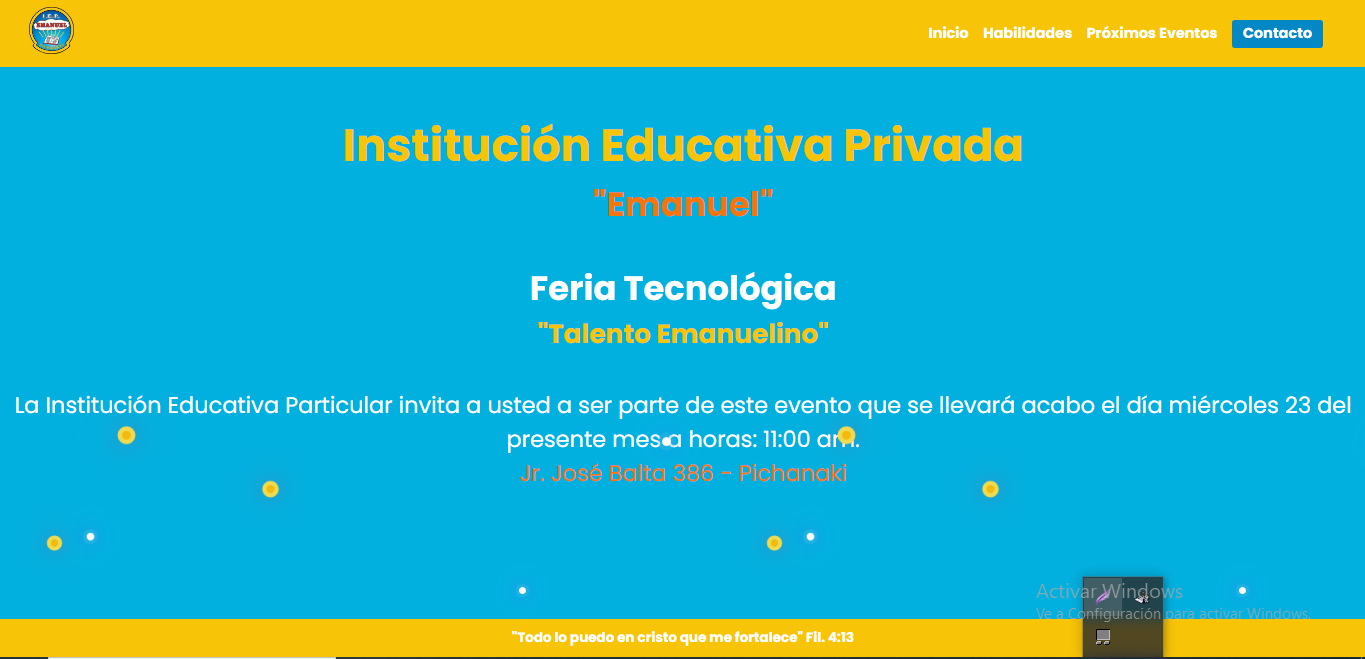 I.E.P.
EMANUEL
Inicio Habilidades Próximos Eventos Contacto
Institución Educativa Privada
"Emanuel"
Feria Tecnológica
"Talento Emanuelino"
La Institución Educativa Particular invita a usted a ser parte de este evento que se llevará acabo el día miércoles 23 del
presente mes a horas: 11:00 am.
Jr. José Balta 386 - Pichanaki
Activar Windows
Ve a Configuración para activar Windows.
"Todo lo puedo en cristo que me fortalece" Fil. 4:13